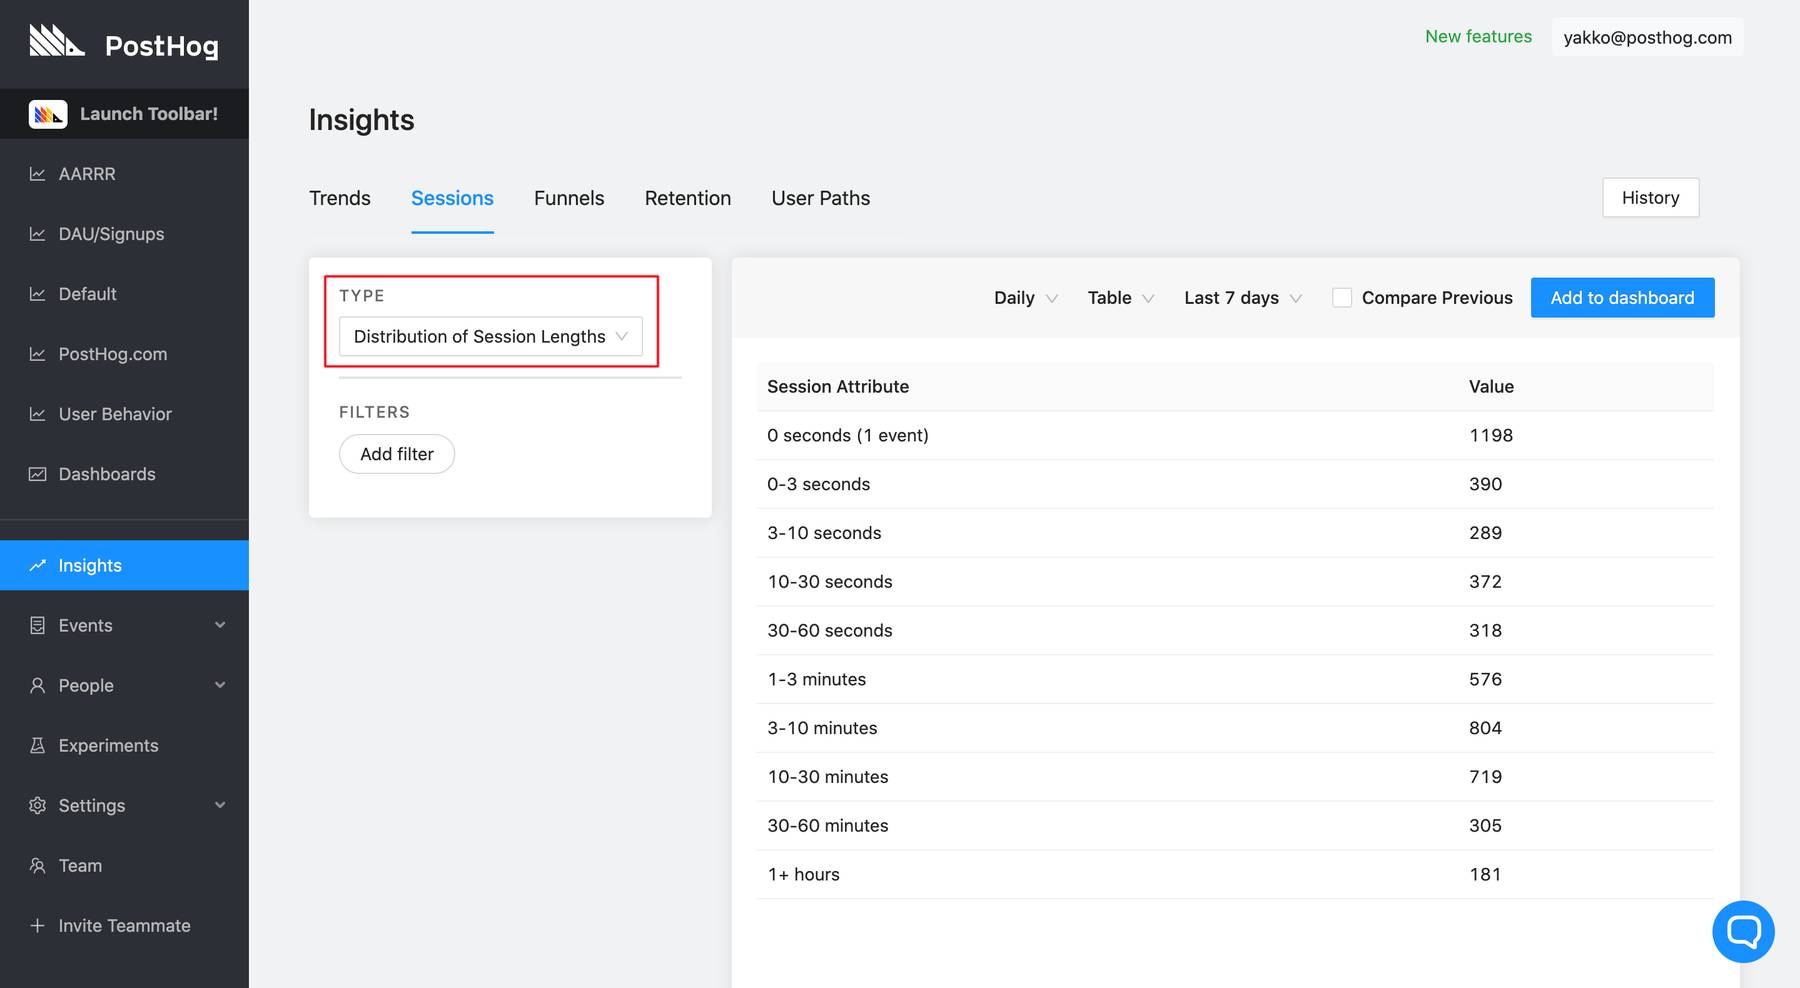 PostHog
Launch Toolbar!
AARRR
DAU/Signups
Default
PostHog.com
User Behavior
Dashboards
Insights
Events
People
Experiments
Settings
Team
Invite Teammate
New features
yakko@posthog.com
Insights
Trends Sessions Funnels Retention User Paths
History
TYPE
Distribution of Session Lengths
FILTERS
Add filter
Daily Table Last 7 days Compare Previous Add to dashboard
Session Attribute Value
0 seconds (1 event) 1198
0-3 seconds 390
3-10 seconds 289
10-30 seconds 372
30-60 seconds 318
1-3 minutes 576
3-10 minutes 804
10-30 minutes 719
30-60 minutes 305
1+ hours 181